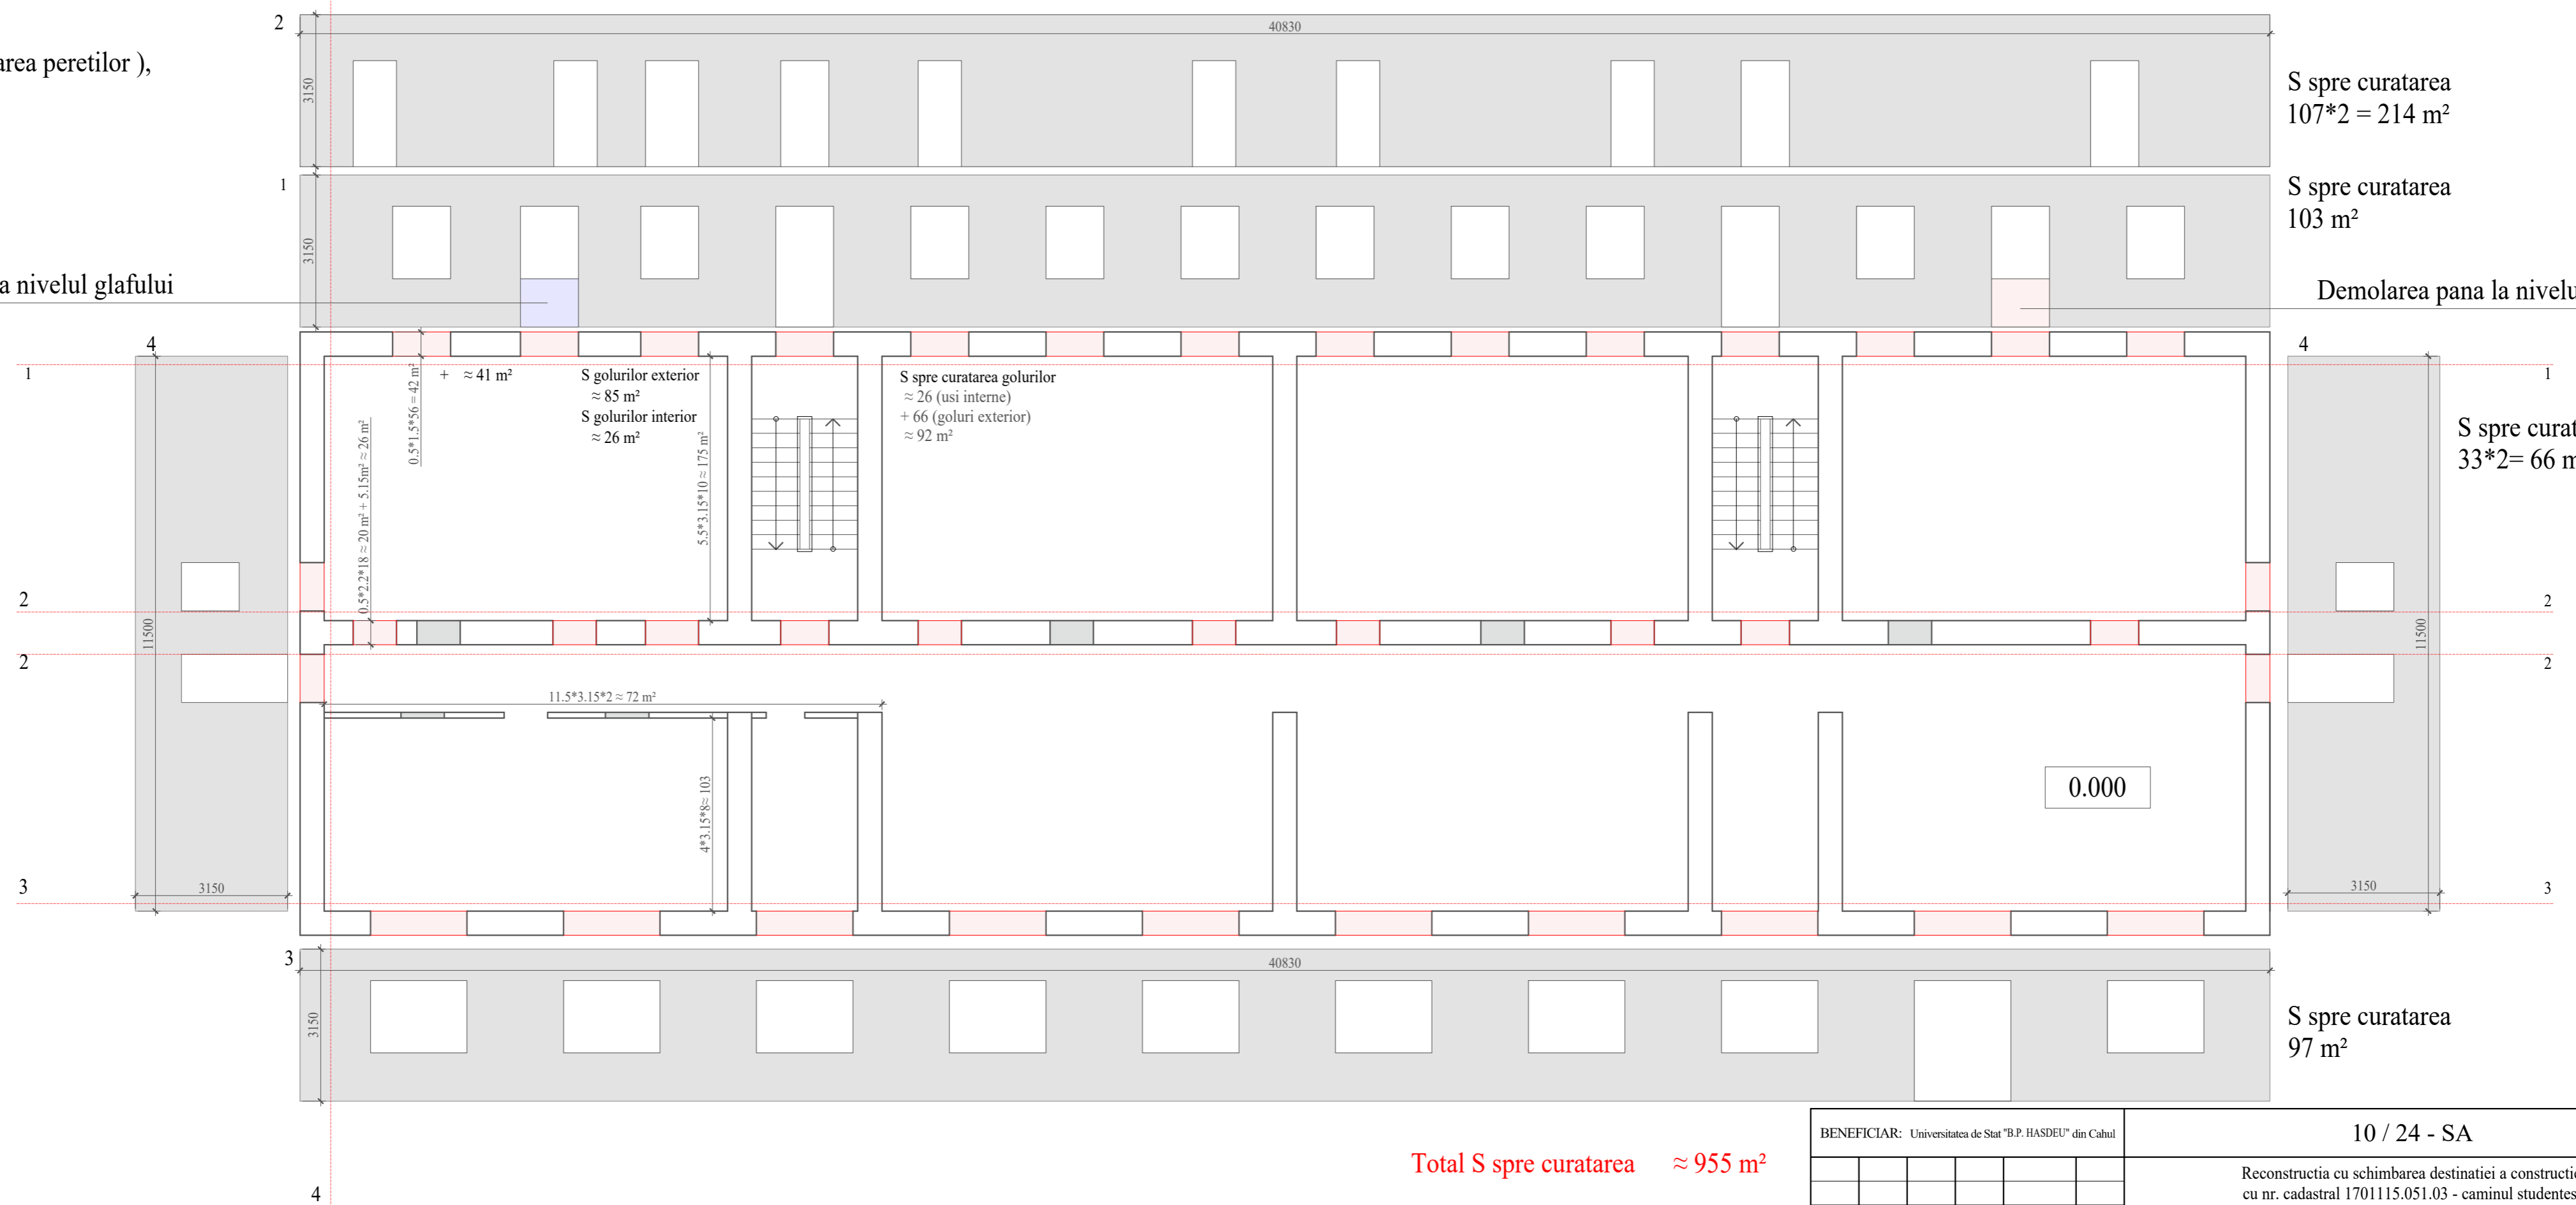 2
40830
area peretilor ),
3150
S spre curatarea
107*2 = 214 m²
1
3150
S spre curatarea
103 m²
a nivelul glafului
Demolarea pana la nivelu
4
4
1
1
0.5*1.5*56 = 42 m²
+ ≈ 41 m²
S golurilor exterior
≈ 85 m²
S golurilor interior
≈ 26 m²
S spre curatarea golurilor
≈ 26 (usi interne)
+ 66 (goluri exterior)
≈ 92 m²
0.5*2.2*18 ≈ 20 m² + 5.15m² ≈ 26 m²
5.5*3.15*10 ≈ 175 m²
S spre curat
33*2= 66 m
2
2
11500
11500
2
2
11.5*3.15*2 ≈ 72 m²
4*3.15*8≈ 103
0.000
3
3150
3150
3
3
40830
3150
S spre curatarea
97 m²
Total S spre curatarea ≈ 955 m²
BENEFICIAR: Universitatea de Stat "B.P. HASDEU" din Cahul
10 / 24 - SA
Reconstructia cu schimbarea destinatiei a constructie
cu nr. cadastral 1701115.051.03 - caminul studentes
4